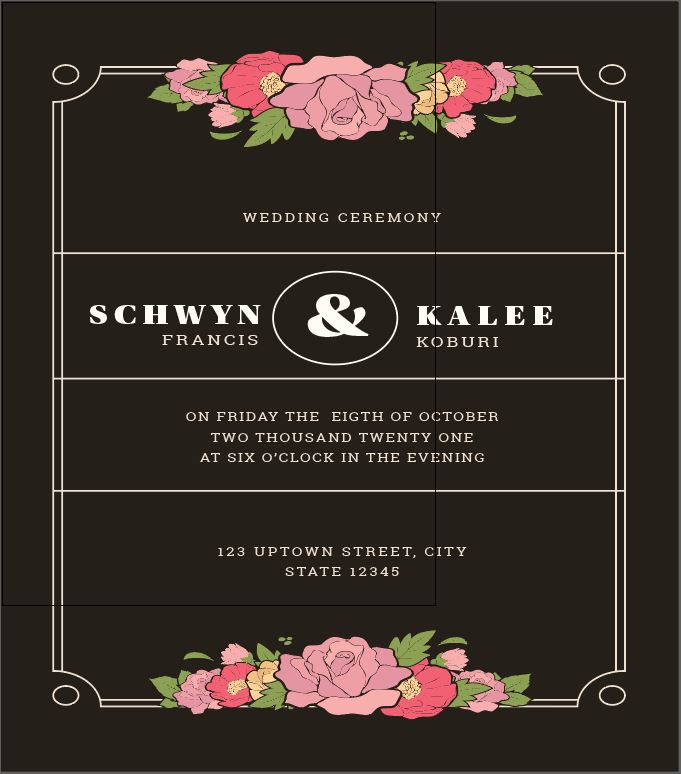 WEDDING CEREMONY
SCHWYN & KALEE
FRANCIS KOBURI
ON FRIDAY THE  EIGTH OF OCTOBER
TWO THOUSAND TWENTY ONE
AT SIX O’CLOCK IN THE EVENING
123 UPTOWN STREET, CITY
STATE 12345